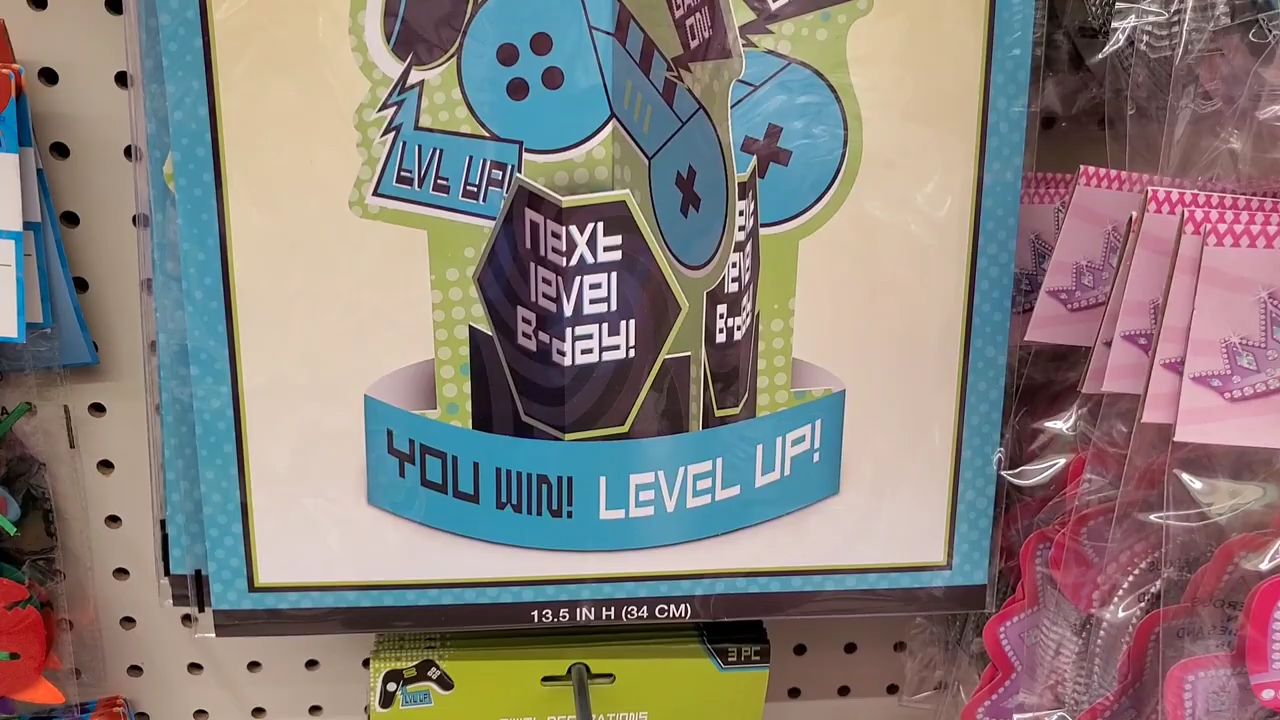 GAME
ON!
LVL UP!
Next
level
B-day!
level
B-day!
YOU WIN! LEVEL UP!
13.5 IN H (34 CM)
3 PC
LVL UP!